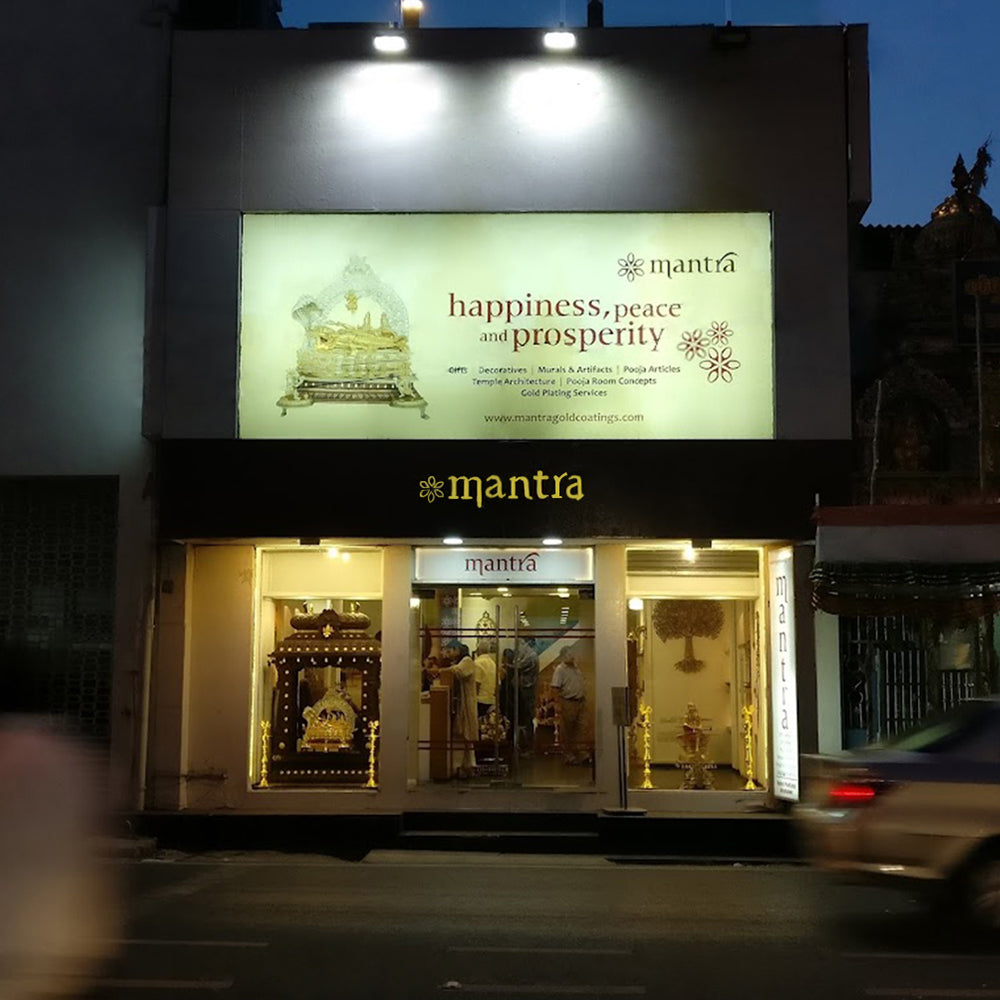 mantra
happiness, peace
and prosperity
Gifts | Decoratives | Murals & Artifacts | Pooja Articles
Temple Architecture | Pooja Room Concepts
Gold Plating Services
www.mantragoldcoatings.com
mantra
mantra
mantra